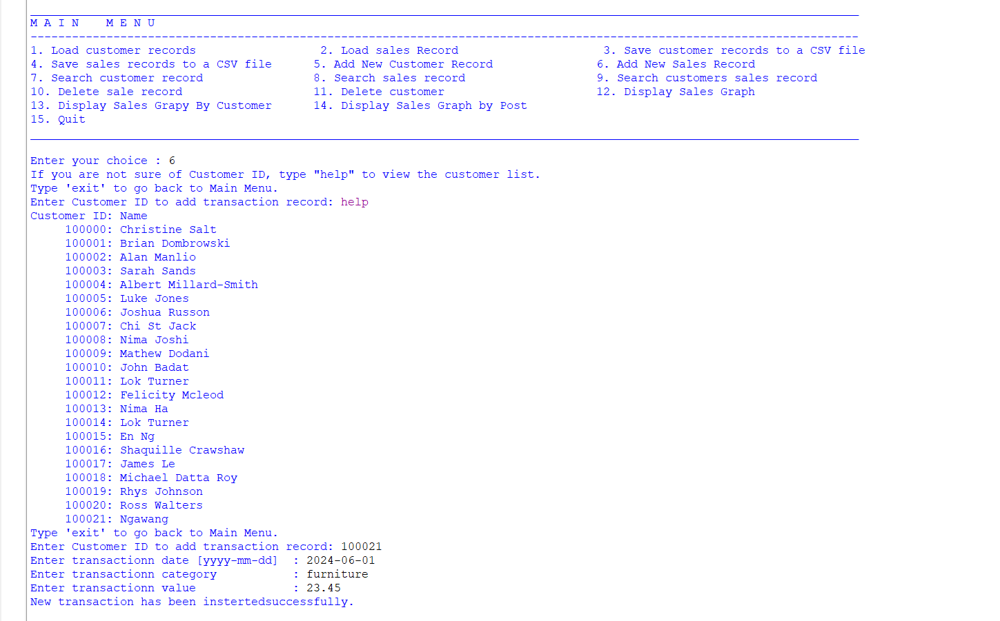 M A I N    M E N U
1. Load customer records                  2. Load sales Record                     3. Save customer records to a CSV file
4. Save sales records to a CSV file      5. Add New Customer Record               6. Add New Sales Record
7. Search customer record                8. Search sales record                   9. Search customers sales record
10. Delete sale record                   11. Delete customer                      12. Display Sales Graph
13. Display Sales Grapy By Customer      14. Display Sales Graph by Post
15. Quit
Enter your choice : 6
If you are not sure of Customer ID, type "help" to view the customer list.
Type 'exit' to go back to Main Menu.
Enter Customer ID to add transaction record: help
Customer ID: Name
     100000: Christine Salt
     100001: Brian Dombrowski
     100002: Alan Manlio
     100003: Sarah Sands
     100004: Albert Millard-Smith
     100005: Luke Jones
     100006: Joshua Russon
     100007: Chi St Jack
     100008: Nima Joshi
     100009: Mathew Dodani
     100010: John Badat
     100011: Lok Turner
     100012: Felicity Mcleod
     100013: Nima Ha
     100014: Lok Turner
     100015: En Ng
     100016: Shaquille Crawshaw
     100017: James Le
     100018: Michael Datta Roy
     100019: Rhys Johnson
     100020: Ross Walters
     100021: Ngawang
Type 'exit' to go back to Main Menu.
Enter Customer ID to add transaction record: 100021
Enter transactionn date [yyyy-mm-dd]  : 2024-06-01
Enter transactionn category           : furniture
Enter transactionn value              : 23.45
New transaction has been instertedsuccessfully.